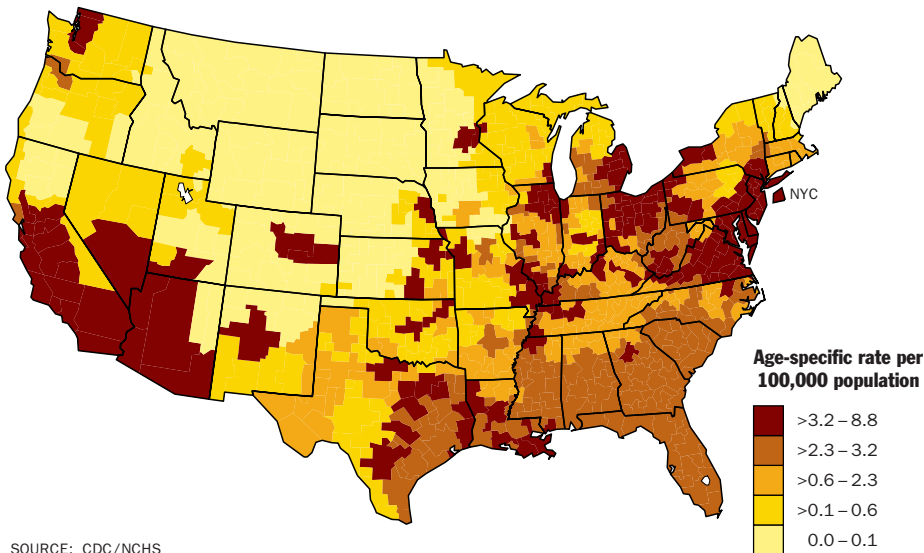 NYC
Age-specific rate per
100,000 population
>3.2 – 8.8
>2.3 – 3.2
>0.6 – 2.3
>0.1 – 0.6
0.0 – 0.1
SOURCE: CDC/NCHS